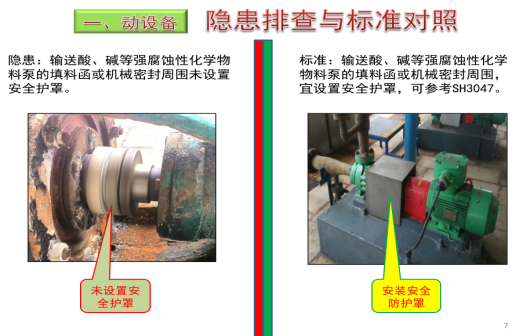 一、动设备
隐患排查与标准对照
隐患：输送酸、碱等强腐蚀性化学物
料泵的填料函或机械密封周围未设置
安全护罩。
标准：输送酸、碱等强腐蚀性化学
物料泵的填料函或机械密封周围，
宜设置安全护罩，可参考SH3047。
未设置安
全护罩
安装安全
防护罩
7